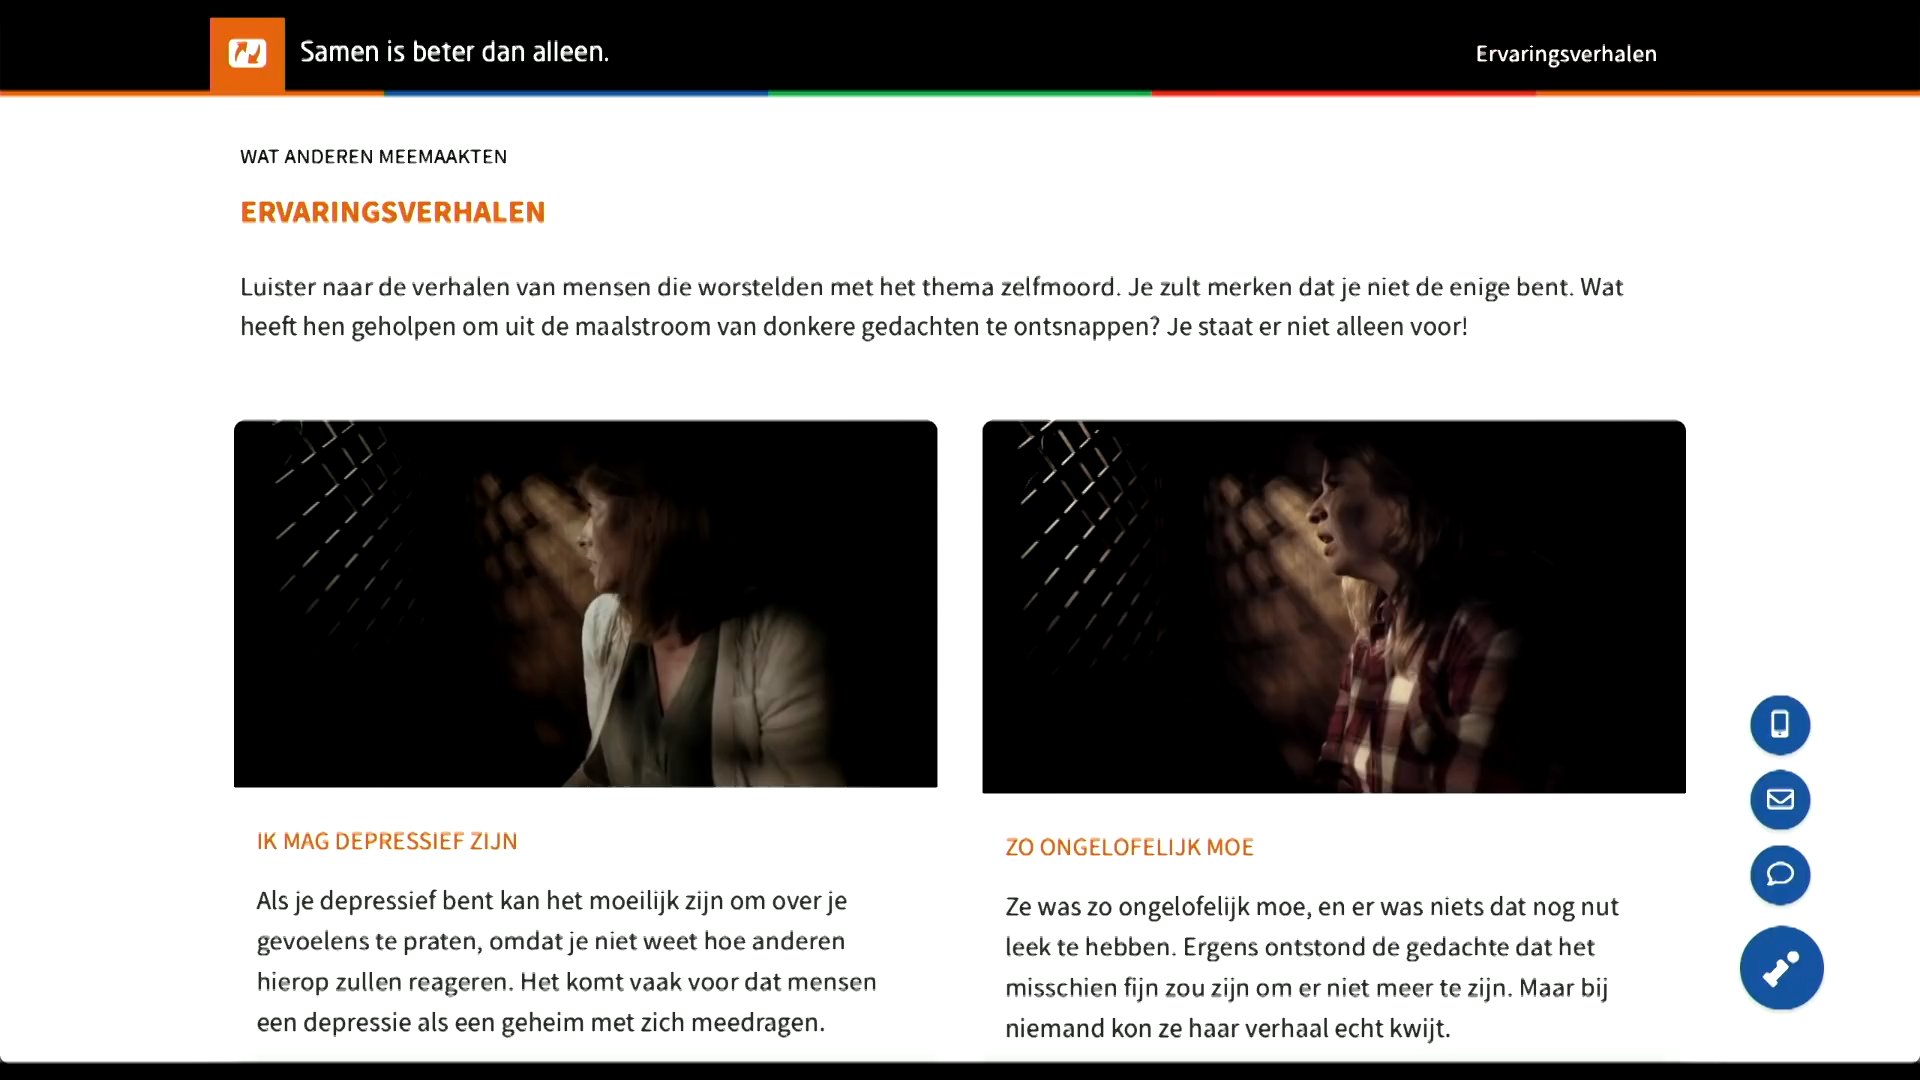 Samen is beter dan alleen.
Ervaringsverhalen
WAT ANDEREN MEEMAAKTEN
ERVARINGSVERHALEN
Luister naar de verhalen van mensen die worstelden met het thema zelfmoord. Je zult merken dat je niet de enige bent. Wat
heeft hen geholpen om uit de maalstroom van donkere gedachten te ontsnappen? Je staat er niet alleen voor!
IK MAG DEPRESSIEF ZIJN
Als je depressief bent kan het moeilijk zijn om over je
gevoelens te praten, omdat je niet weet hoe anderen
hierop zullen reageren. Het komt vaak voor dat mensen
een depressie als een geheim met zich meedragen.
ZO ONGELOFELIJK MOE
Ze was zo ongelofelijk moe, en er was niets dat nog nut
leek te hebben. Ergens ontstond de gedachte dat het
misschien fijn zou zijn om er niet meer te zijn. Maar bij
niemand kon ze haar verhaal echt kwijt.